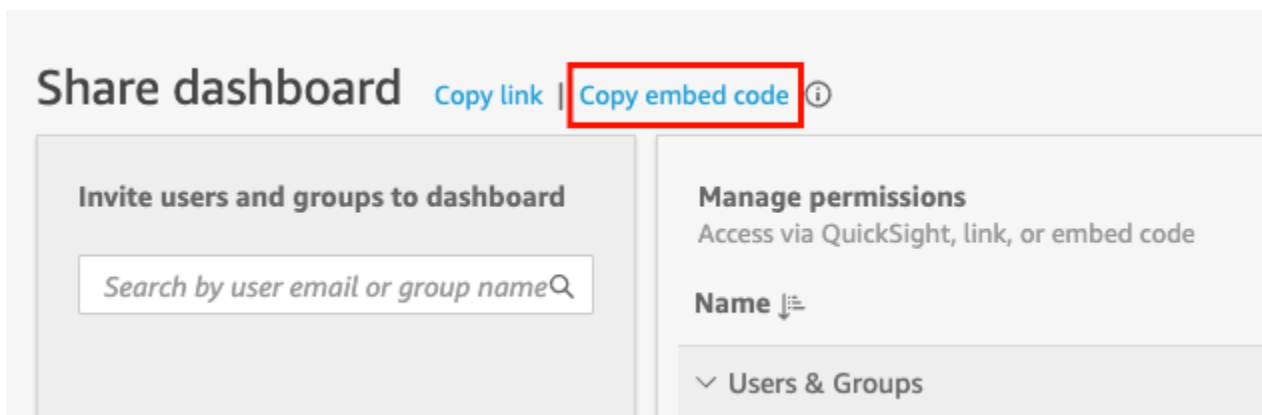 Share dashboard Copy link | Copy embed code
Invite users and groups to dashboard
Search by user email or group name
Manage permissions
Access via QuickSight, link, or embed code
Name
Users & Groups